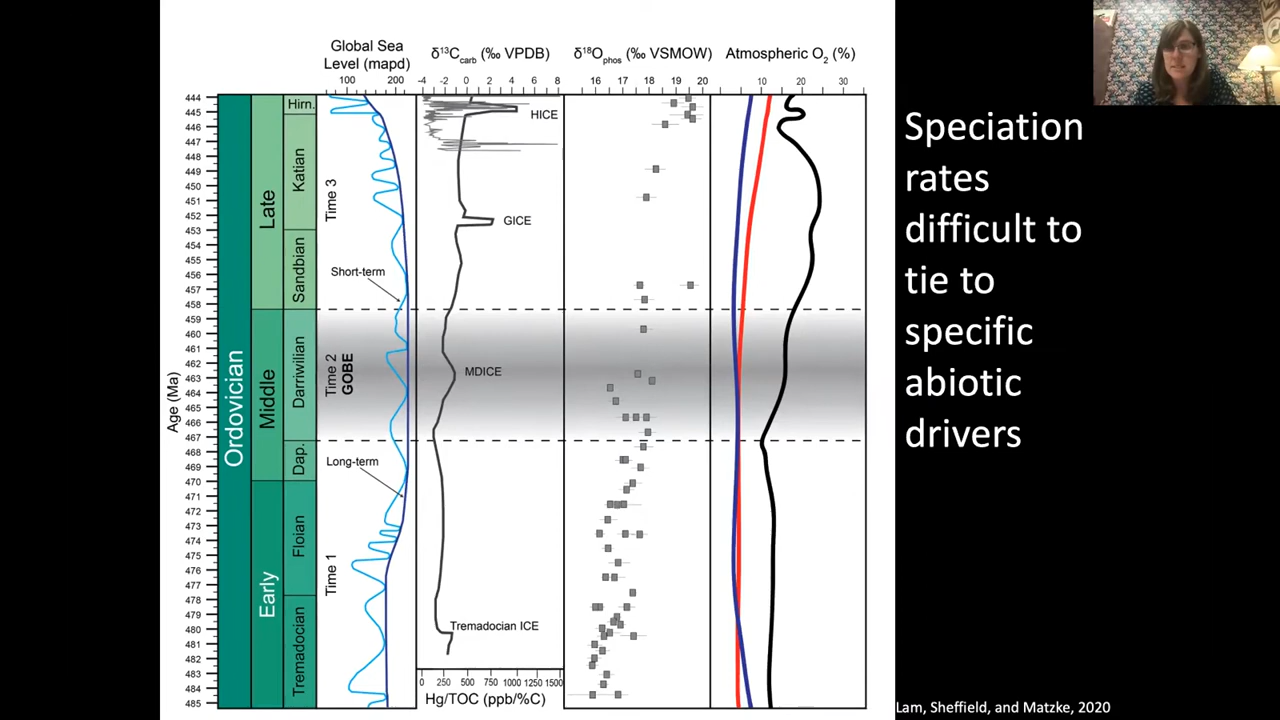 Global Sea
Level (mapd)
100 200
δ¹³C carb (‰ VPDB)
-4 -2 0 2 4 6 8
δ¹⁸O phos (‰ VSMOW)
16 17 18 19 20
Atmospheric O₂ (%)
10 20 30
Age (Ma)
444
445
446
447
448
449
450
451
452
453
454
455
456
457
458
459
460
461
462
463
464
465
466
467
468
469
470
471
472
473
474
475
476
477
478
479
480
481
482
483
484
485
Ordovician
Late
Middle
Early
Hirn.
Katian
Sandbian
Darriwilian
Dap.
Floian
Tremadocian
Time 3
Short-term
Time 2
GOBE
Long-term
Time 1
HICE
GICE
MDICE
Tremadocian ICE
0 250 500 750 1000 1250 1500
Hg/TOC (ppb/%C)
Speciation
rates
difficult to
tie to
specific
abiotic
drivers
Lam, Sheffield, and Matzke, 2020